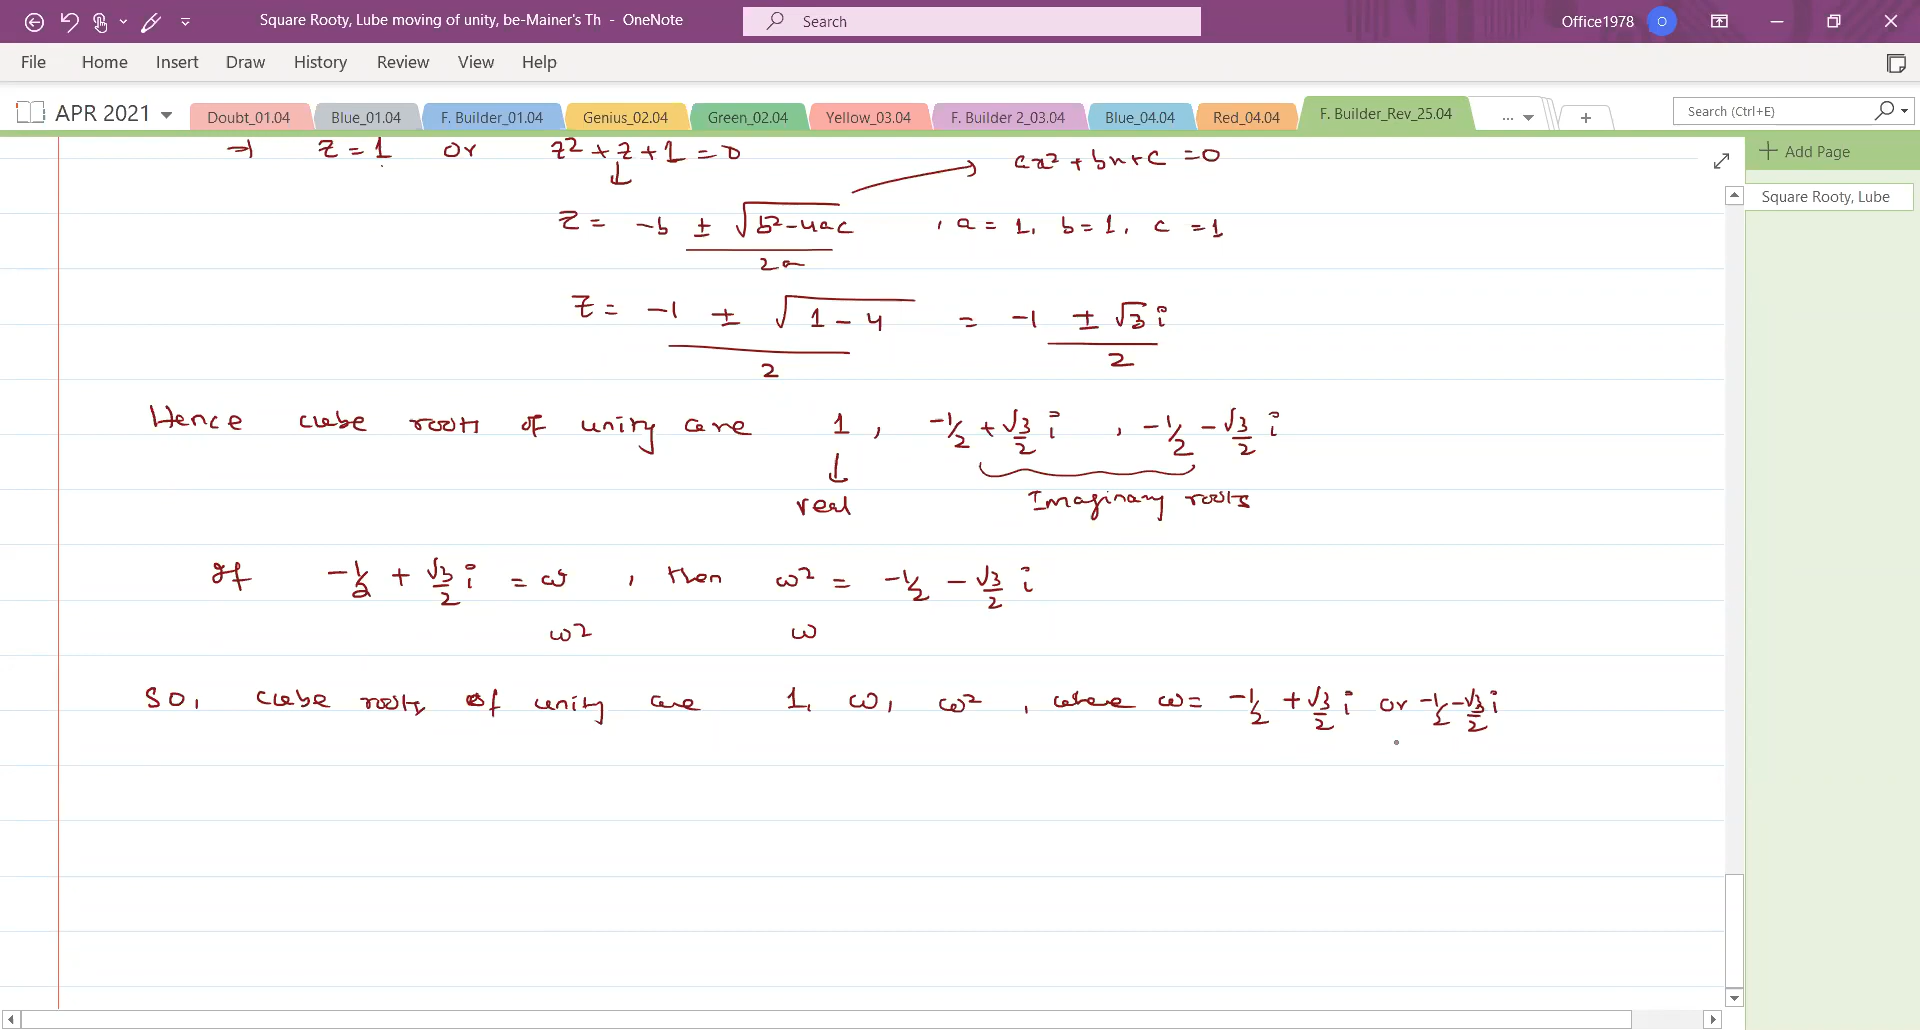 Square Rooty, Lube moving of unity, be-Mainer's Th - OneNote
Search
Office1978
O
File Home Insert Draw History Review View Help
APR 2021
Doubt_01.04 Blue_01.04 F. Builder_01.04 Genius_02.04 Green_02.04 Yellow_03.04 F. Builder 2_03.04 Blue_04.04 Red_04.04 F. Builder_Rev_25.04 ...
Search (Ctrl+E)
Add Page
Square Rooty, Lube
⇒ z = 1 or z² + z + 1 = 0
ax² + bx + c = 0
z = -b ± √b²-4ac / 2a , a = 1, b = 1, c = 1
z = -1 ± √1-4 / 2 = -1 ± √3 i / 2
Hence cube roots of unity are 1, -1/2 + √3/2 i , -1/2 - √3/2 i
real
Imaginary roots
If -1/2 + √3/2 i = ω , then ω² = -1/2 - √3/2 i
ω² ω
So, cube roots of unity are 1, ω, ω² , where ω = -1/2 + √3/2 i or -1/2 - √3/2 i